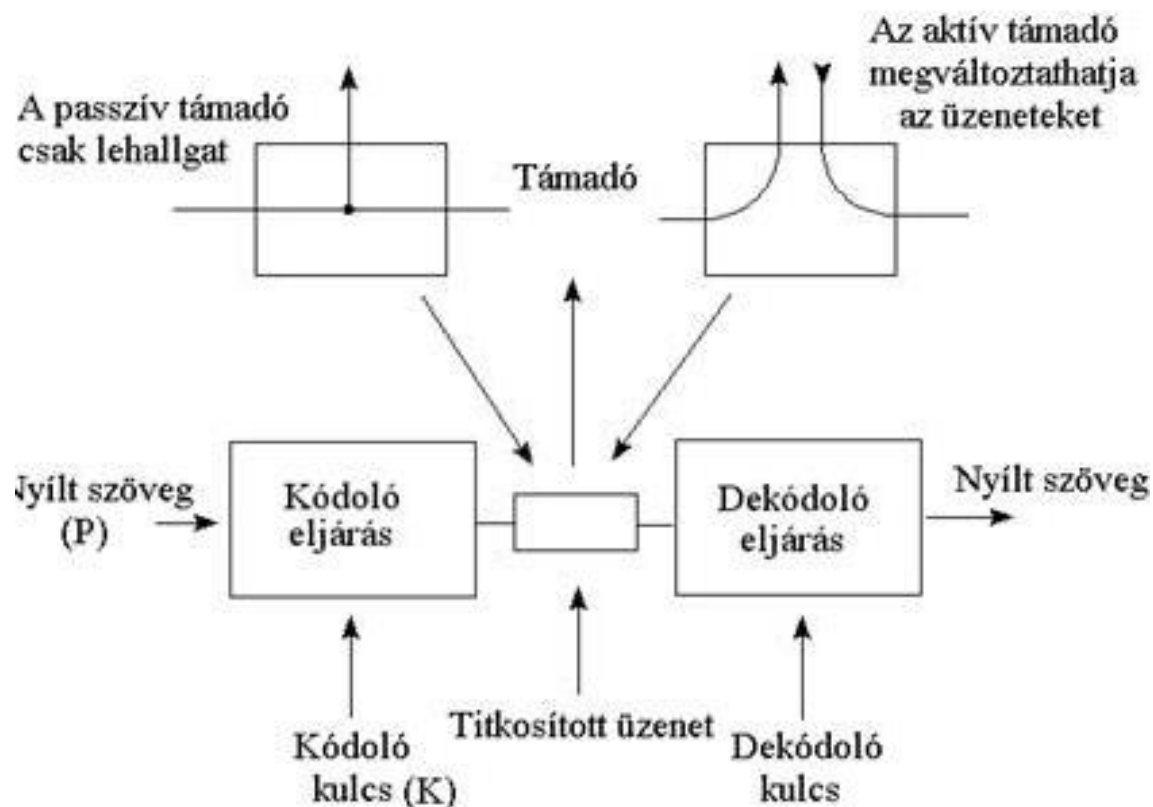 A passzív támadó
csak lehallgat
Támadó
Az aktív támadó
megváltoztathatja
az üzeneteket
Nyílt szöveg
(P)
Kódoló
eljárás
Dekódoló
eljárás
Nyílt szöveg
Kódoló
kulcs (K)
Titkosított üzenet
Dekódoló
kulcs